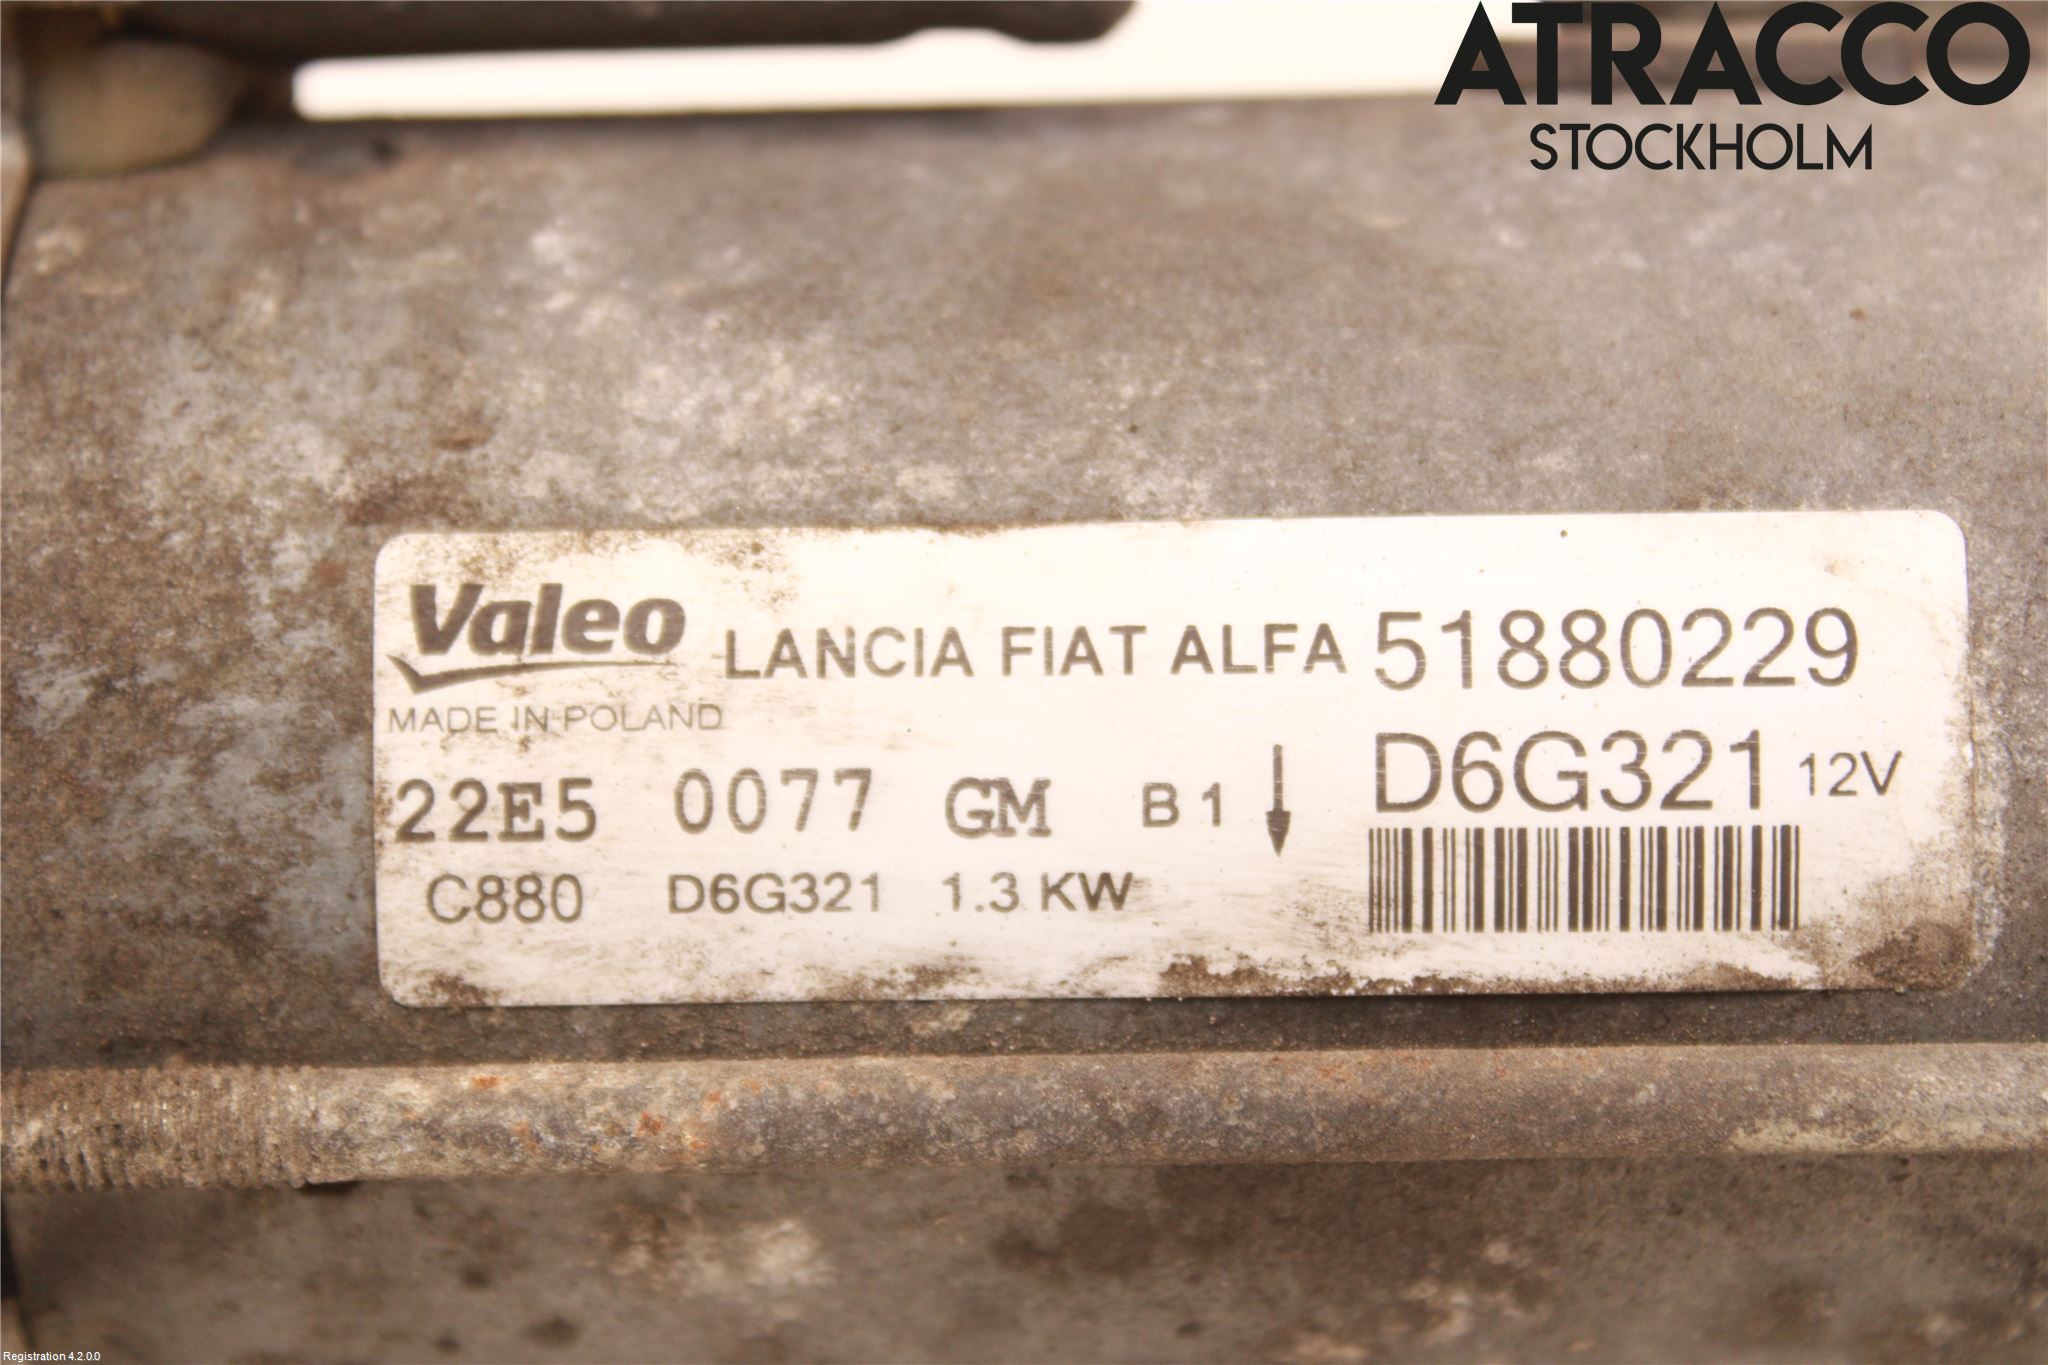 ATRACCO
STOCKHOLM
Valeo LANCIA FIAT ALFA 51880229
MADE IN POLAND
D6G321 12V
22E5 0077 GM B1
C880 D6G321 1.3 KW
Registration 4.2.0.0